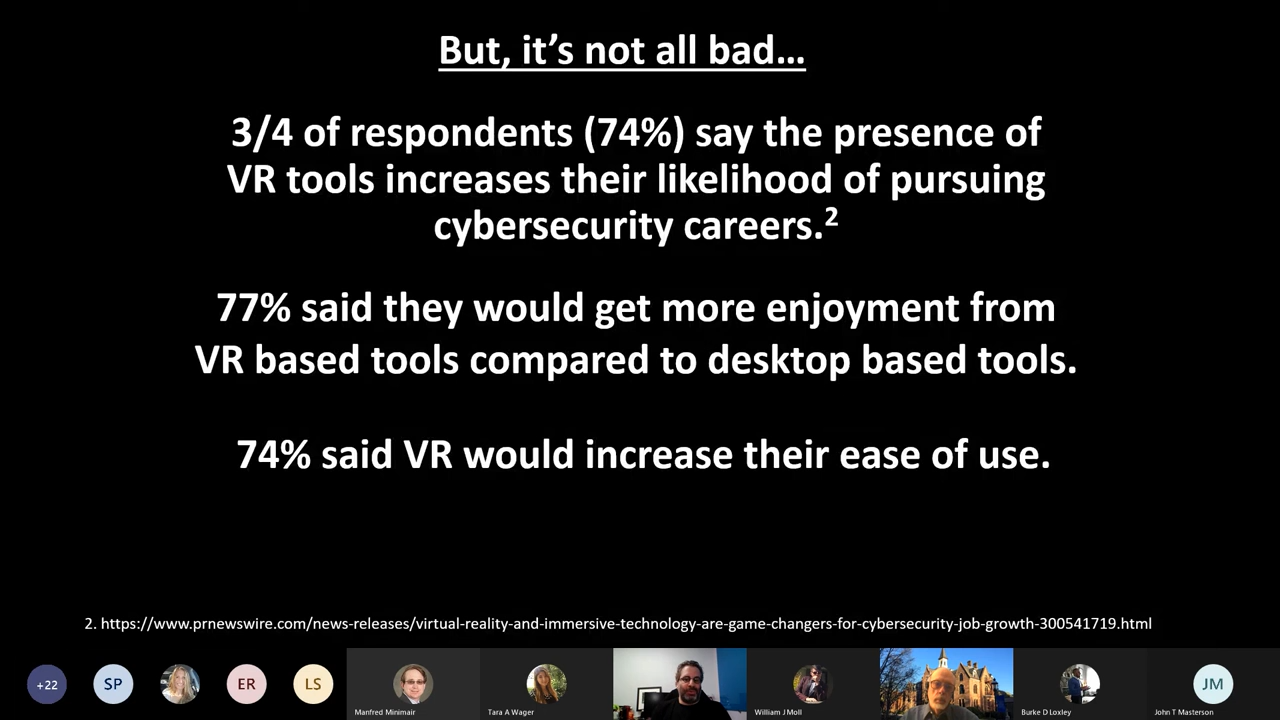 But, it's not all bad...
3/4 of respondents (74%) say the presence of
VR tools increases their likelihood of pursuing
cybersecurity careers.²
77% said they would get more enjoyment from
VR based tools compared to desktop based tools.
74% said VR would increase their ease of use.
2. https://www.prnewswire.com/news-releases/virtual-reality-and-immersive-technology-are-game-changers-for-cybersecurity-job-growth-300541719.html
+22
SP
ER
LS
JM
Manfred Minimair
Tara A Wager
William J Moll
Burke D Loxley
John T Masterson